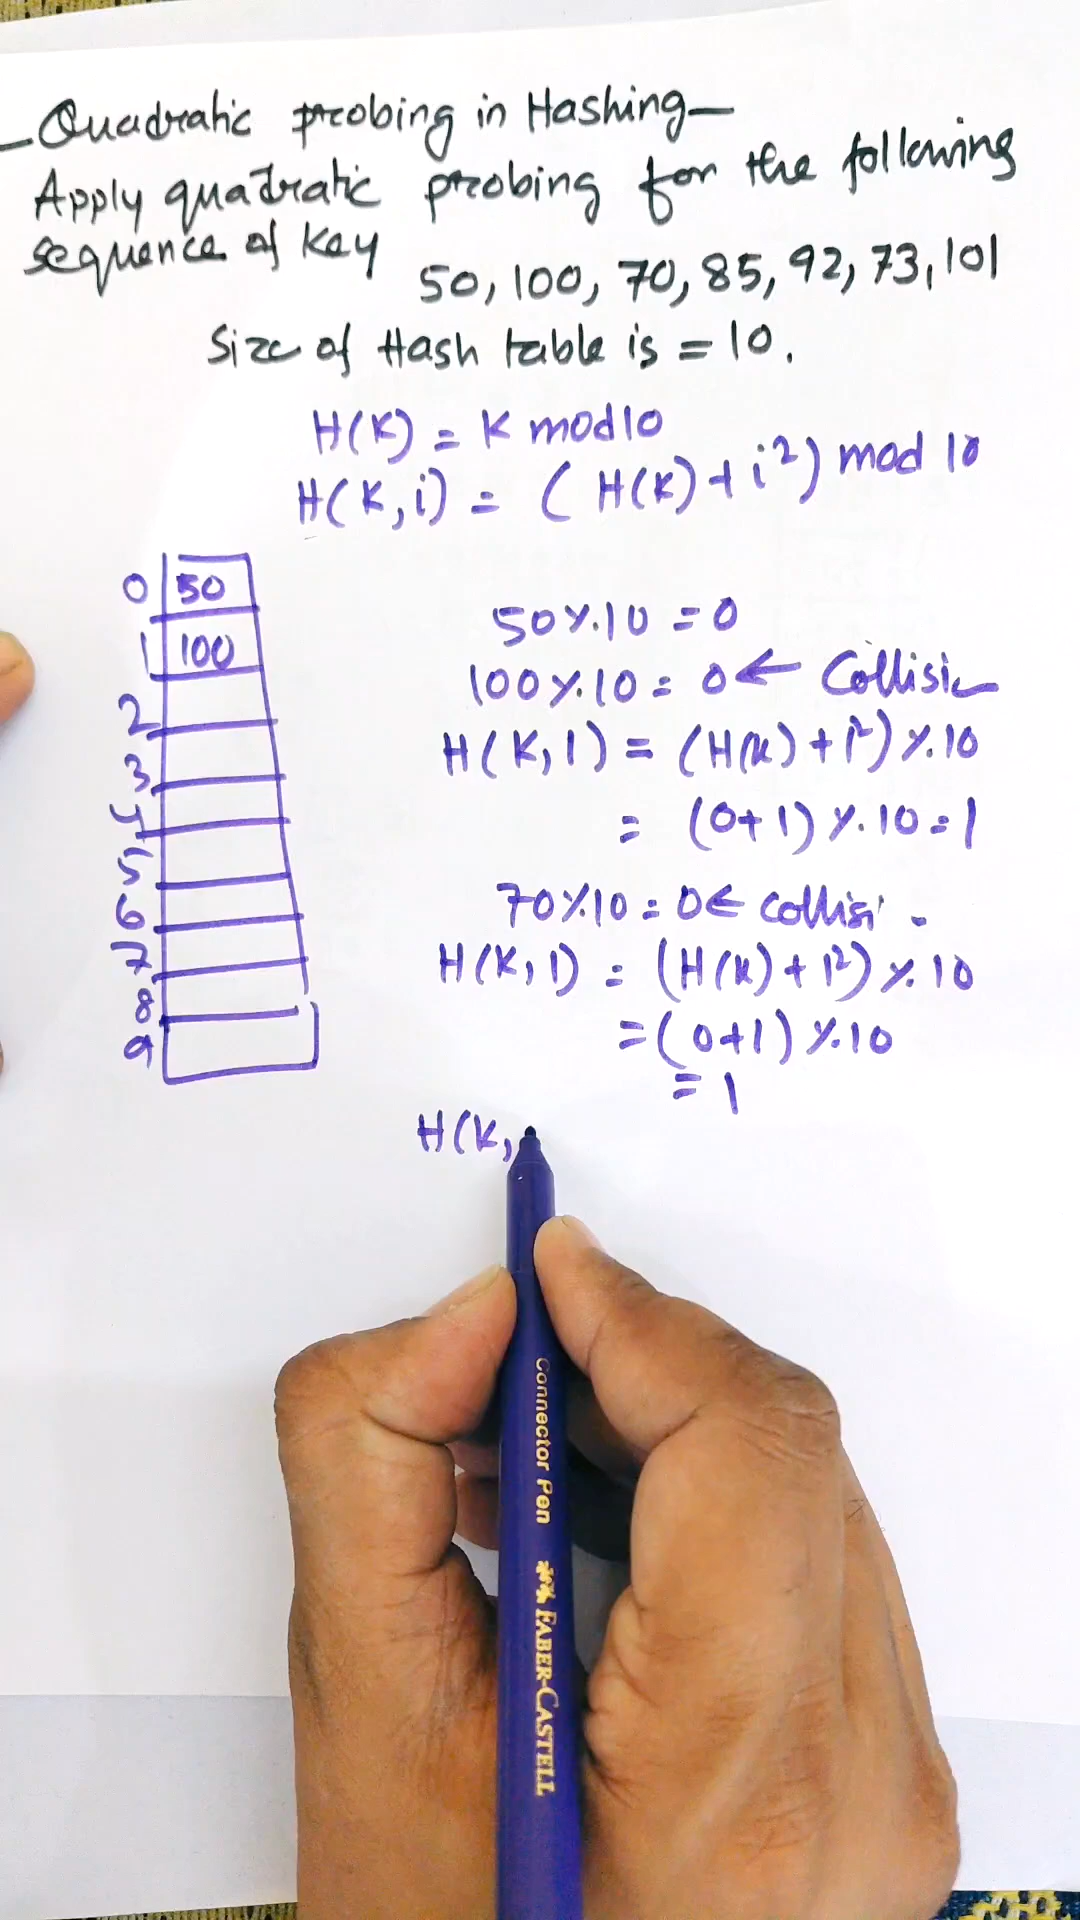 Quadratic probing in Hashing
Apply quadratic probing for the following
sequence of Key
50, 100, 70, 85, 92, 73, 101
Size of Hash table is = 10.
H(K) = K mod 10
H(K,i) = (H(K)+i²) mod 10
0 50
1 100
2
3
4
5
6
7
8
9
50%10 = 0
100%10 = 0 ← Collision
H(K,1) = (H(K)+1²)%10
= (0+1)%10=1
70%10=0← Collisi
H(K,1) = (H(K)+1²)%10
=(0+1)%10
=1
H(K,
Connector Pen FABER-CASTELL